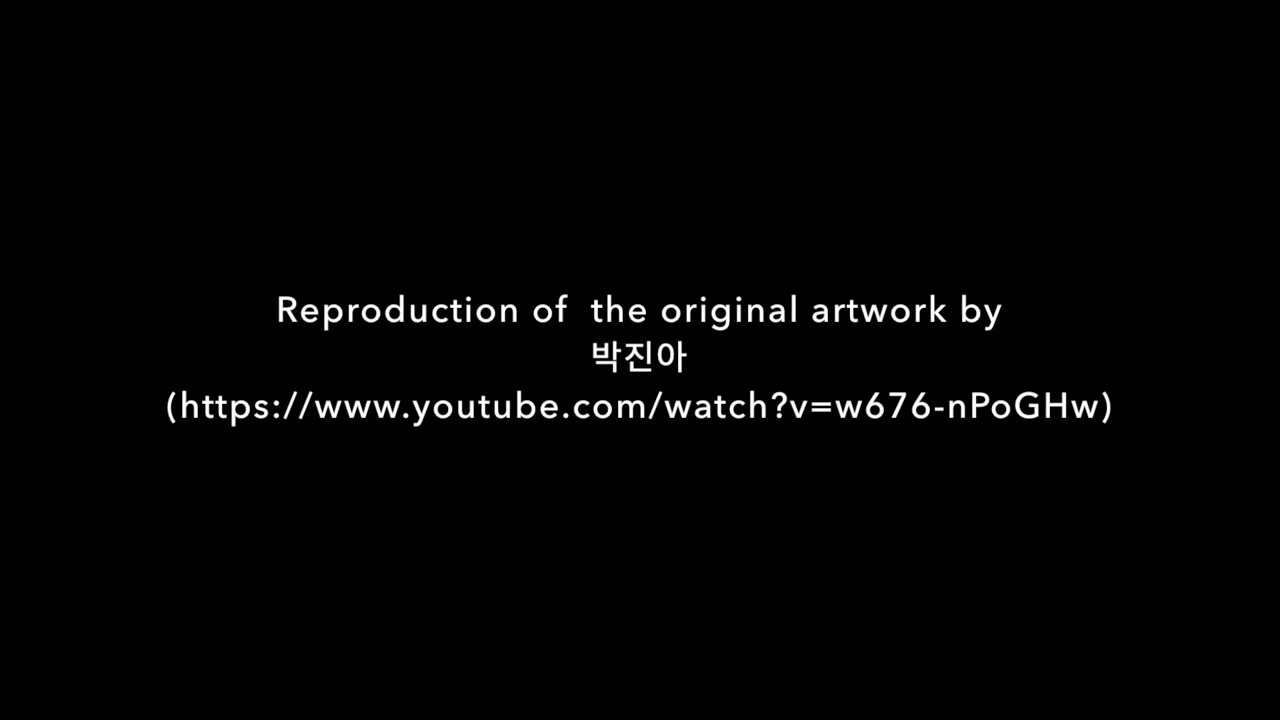 Reproduction of  the original artwork by
박진아
(https://www.youtube.com/watch?v=w676-nPoGHw)